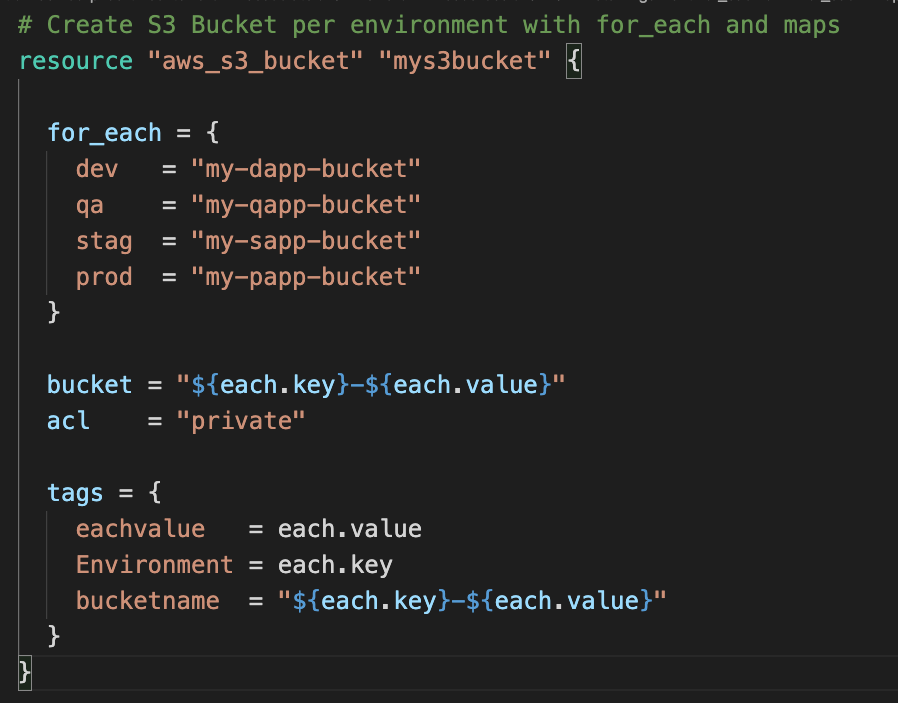 # Create S3 Bucket per environment with for_each and maps
resource "aws_s3_bucket" "mys3bucket" {
for_each = {
dev   = "my-dapp-bucket"
qa    = "my-qapp-bucket"
stag  = "my-sapp-bucket"
prod  = "my-papp-bucket"
}
bucket = "${each.key}-${each.value}"
acl    = "private"
tags = {
eachvalue   = each.value
Environment = each.key
bucketname  = "${each.key}-${each.value}"
}
}